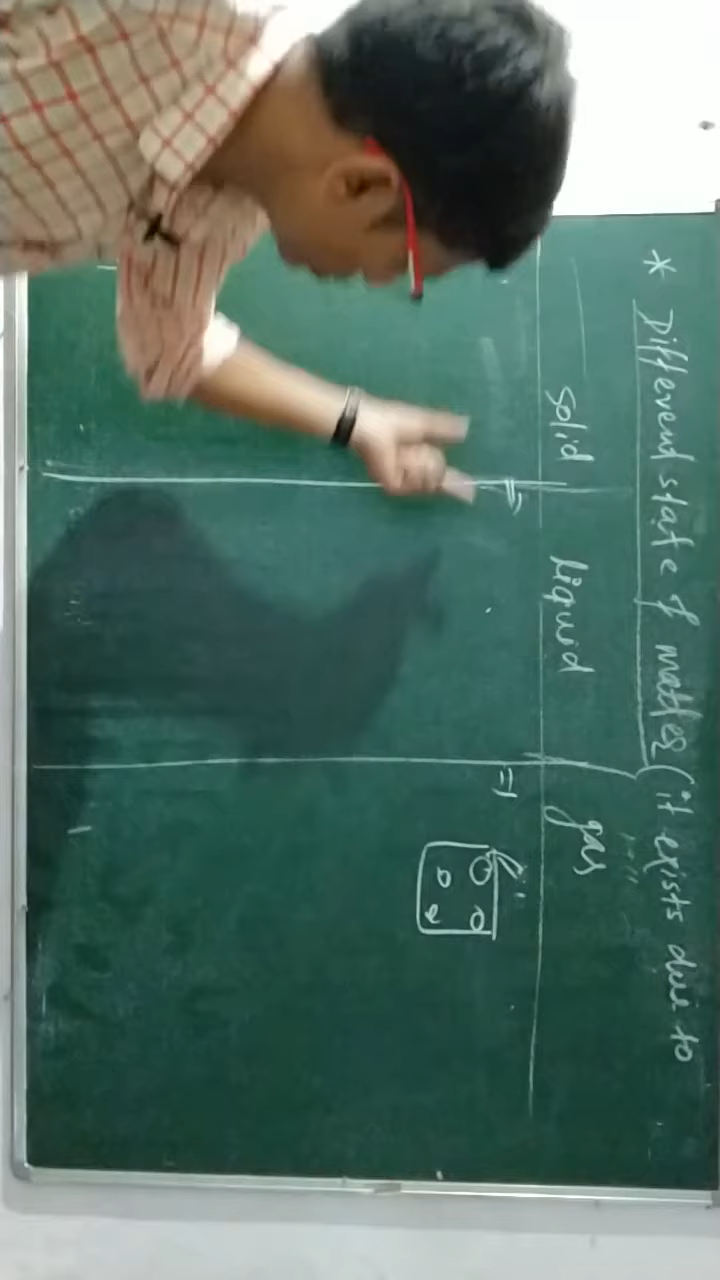 * Different state of matter (it exists due to
solid liquid gas